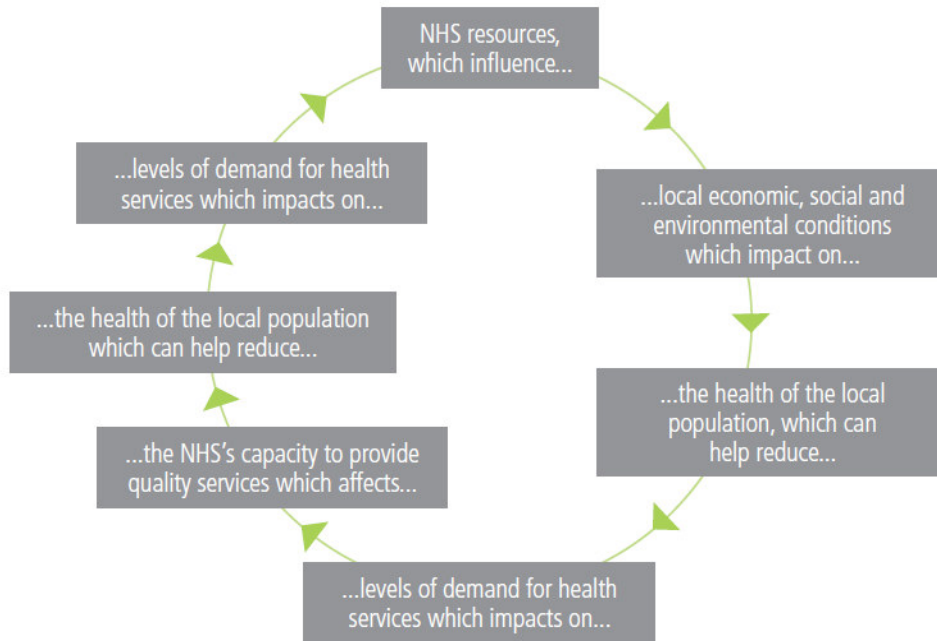 NHS resources,
which influence...
...local economic, social and
environmental conditions
which impact on...
...the health of the local
population, which can
help reduce...
...levels of demand for health
services which impacts on...
...the NHS's capacity to provide
quality services which affects...
...the health of the local population
which can help reduce...
...levels of demand for health
services which impacts on...